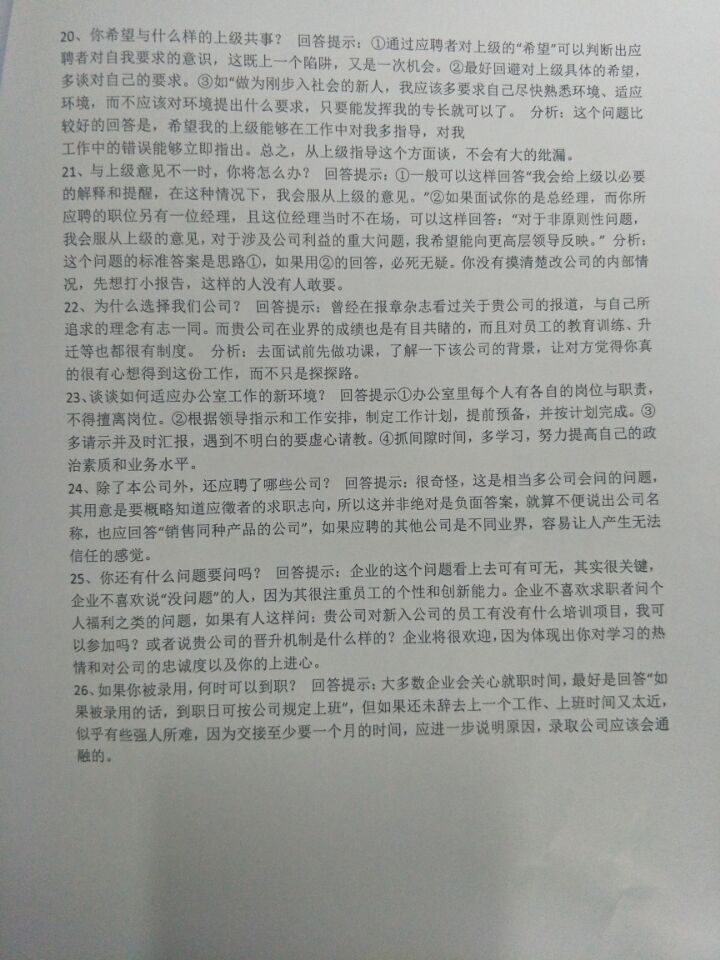 20、你希望与什么样的上级共事？ 回答提示：①通过应聘者对上级的“希望”可以判断出应
聘者对自我要求的意识，这既上一个陷阱，又是一次机会。②最好回避对上级具体的希望，
多谈对自己的要求。③如“做为刚步入社会的新人，我应该多要求自己尽快熟悉环境、适应
环境，而不应该对环境提出什么要求，只要能发挥我的专长就可以了。 分析：这个问题比
较好的回答是，希望我的上级能够在工作中对我多指导，对我
工作中的错误能够立即指出。总之，从上级指导这个方面谈，不会有大的纰漏。
21、与上级意见不一时，你将怎么办？ 回答提示：①一般可以这样回答“我会给上级以必要
的解释和提醒，在这种情况下，我会服从上级的意见。”②如果面试你的是总经理，而你所
应聘的职位另有一位经理，且这位经理当时不在场，可以这样回答：“对于非原则性问题，
我会服从上级的意见，对于涉及公司利益的重大问题，我希望能向更高层领导反映。” 分析：
这个问题的标准答案是思路①，如果用②的回答，必死无疑。你没有摸清楚改公司的内部情
况，先想打小报告，这样的人没有人敢要。
22、为什么选择我们公司？ 回答提示：曾经在报章杂志看过关于贵公司的报道，与自己所
追求的理念有志一同。而贵公司在业界的成绩也是有目共睹的，而且对员工的教育训练、升
迁等也都很有制度。 分析：去面试前先做功课，了解一下该公司的背景，让对方觉得你真
的很有心想得到这份工作，而不只是探探路。
23、谈谈如何适应办公室工作的新环境？ 回答提示①办公室里每个人有各自的岗位与职责，
不得擅离岗位。②根据领导指示和工作安排，制定工作计划，提前预备，并按计划完成。③
多请示并及时汇报，遇到不明白的要虚心请教。④抓间隙时间，多学习，努力提高自己的政
治素质和业务水平。
24、除了本公司外，还应聘了哪些公司？ 回答提示：很奇怪，这是相当多公司会问的问题，
其用意是要概略知道应徵者的求职志向，所以这并非绝对是负面答案，就算不便说出公司名
称，也应回答“销售同种产品的公司”，如果应聘的其他公司是不同业界，容易让人产生无法
信任的感觉。
25、你还有什么问题要问吗？ 回答提示：企业的这个问题看上去可有可无，其实很关键，
企业不喜欢说“没问题”的人，因为其很注重员工的个性和创新能力。企业不喜欢求职者问个
人福利之类的问题，如果有人这样问：贵公司对新入公司的员工有没有什么培训项目，我可
以参加吗？或者说贵公司的晋升机制是什么样的？企业将很欢迎，因为体现出你对学习的热
情和对公司的忠诚度以及你的上进心。
26、如果你被录用，何时可以到职？ 回答提示：大多数企业会关心就职时间，最好是回答“如
果被录用的话，到职日可按公司规定上班”，但如果还未辞去上一个工作、上班时间又太近，
似乎有些强人所难，因为交接至少要一个月的时间，应进一步说明原因，录取公司应该会通
融的。